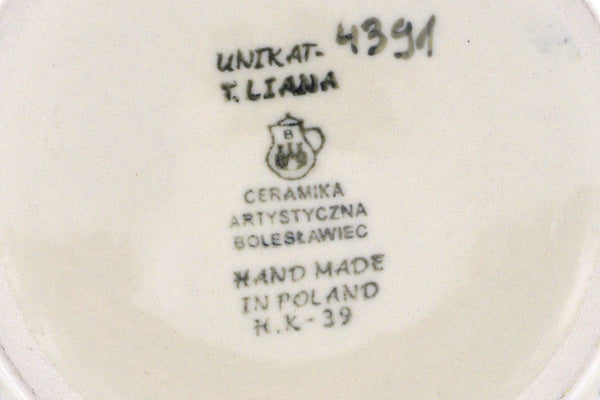 UNIKAT- 4391
T. LIANA
B
CERAMIKA
ARTYSTYCZNA
BOLESŁAWIEC
HAND MADE
IN POLAND
H.K-39